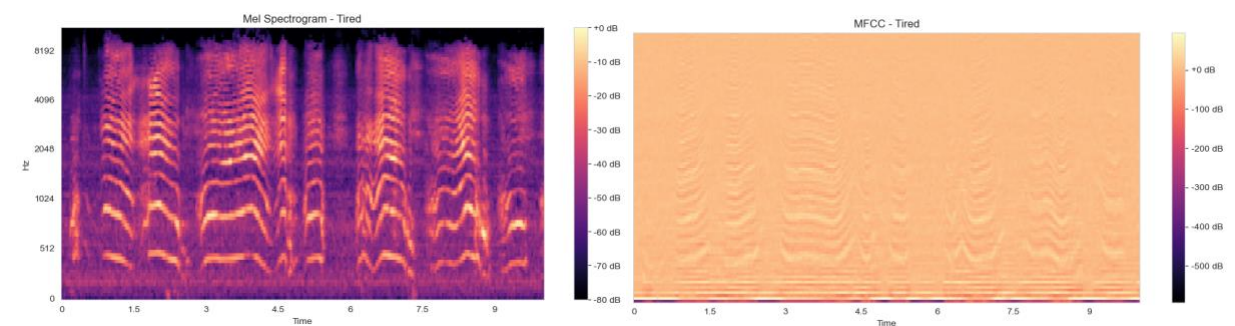 Mel Spectrogram - Tired
8192
4096
2048
1024
512
0
Hz
0 1.5 3 4.5 6 7.5 9
Time
+0 dB
-10 dB
-20 dB
-30 dB
-40 dB
-50 dB
-60 dB
-70 dB
-80 dB
MFCC - Tired
0 1.5 3 4.5 6 7.5 9
Time
+0 dB
-100 dB
-200 dB
-300 dB
-400 dB
-500 dB